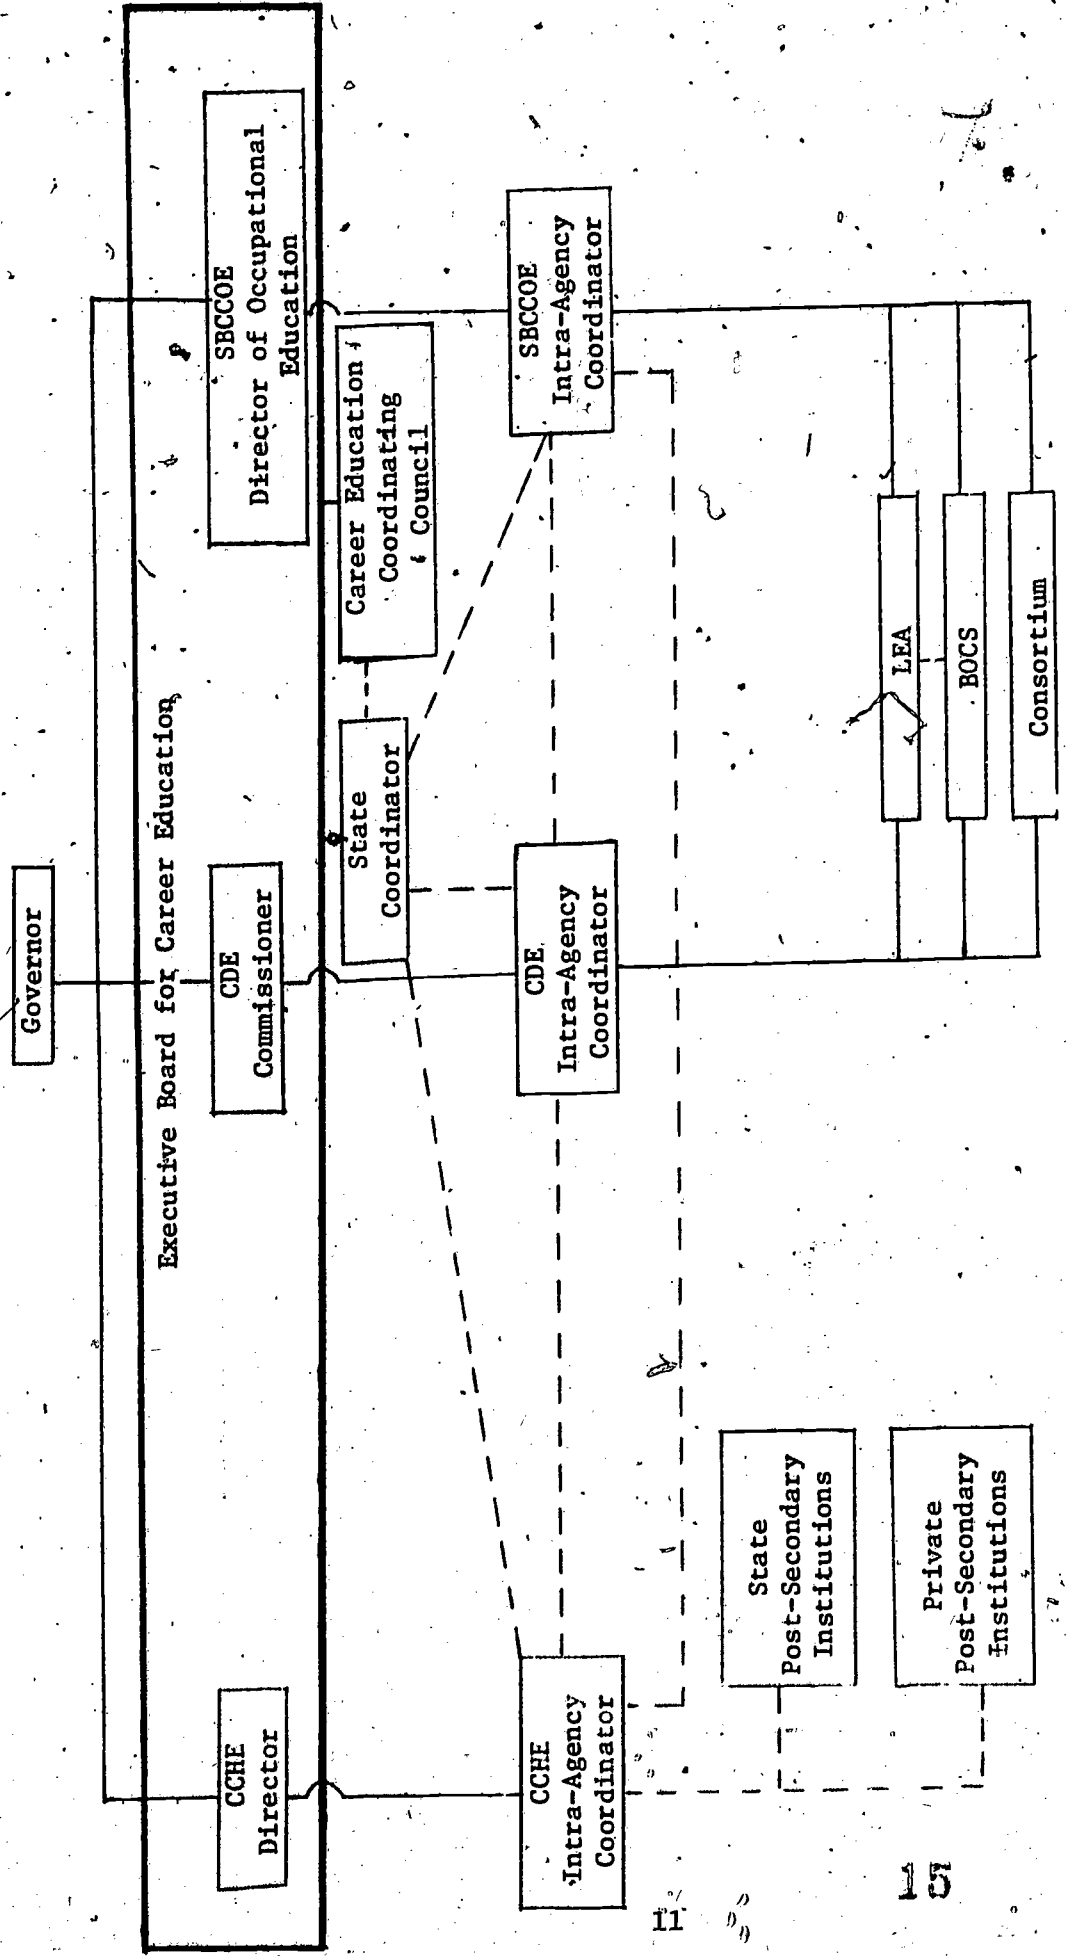 Governor
Executive Board for Career Education
CCHE
Director
CDE
Commissioner
SBCCOE
Director of Occupational
Education
State
Coordinator
Career Education
Coordinating
Council
CCHE
Intra-Agency
Coordinator
CDE
Intra-Agency
Coordinator
SBCCOE
Intra-Agency
Coordinator
State
Post-Secondary
Institutions
Private
Post-Secondary
Institutions
LEA
BOCS
Consortium
11
15